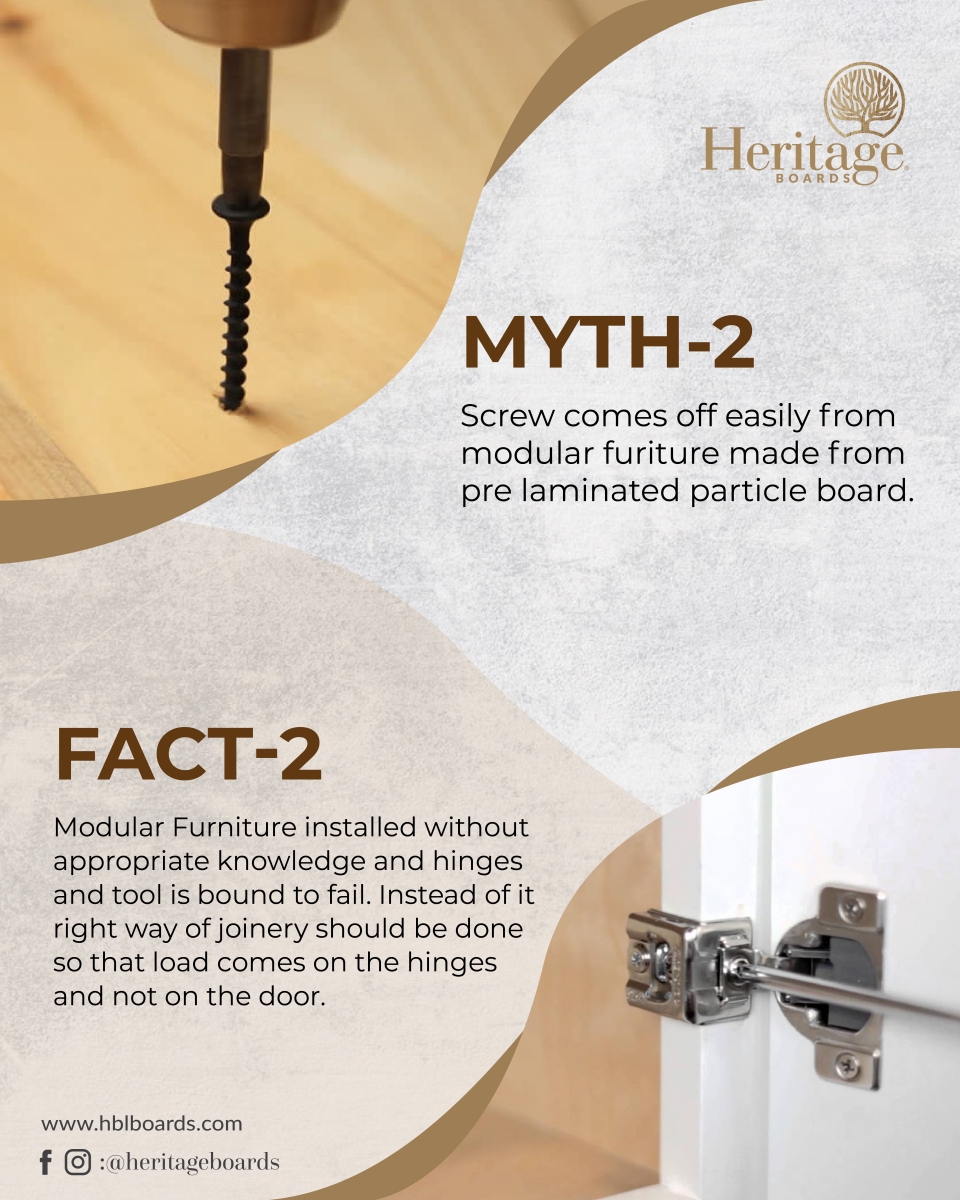 Heritage
BOARDS
MYTH-2
Screw comes off easily from
modular furiture made from
pre laminated particle board.
FACT-2
Modular Furniture installed without
appropriate knowledge and hinges
and tool is bound to fail. Instead of it
right way of joinery should be done
so that load comes on the hinges
and not on the door.
www.hblboards.com
:@heritageboards